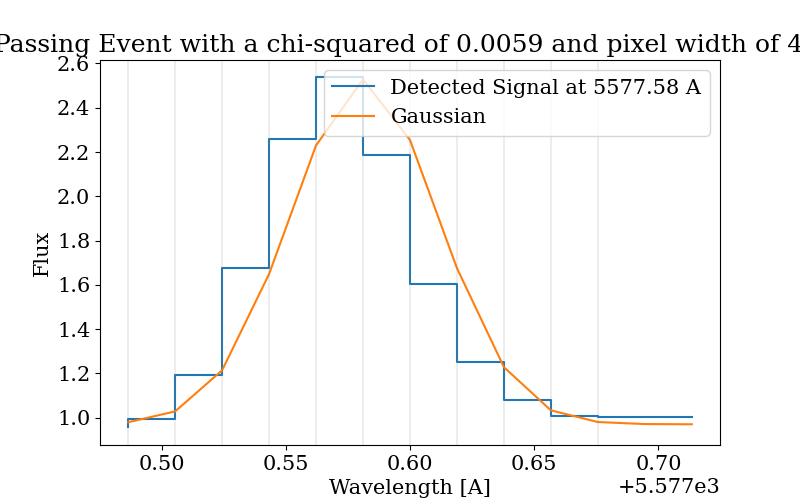 Passing Event with a chi-squared of 0.0059 and pixel width of 4
Detected Signal at 5577.58 A
Gaussian
Flux
2.6
2.4
2.2
2.0
1.8
1.6
1.4
1.2
1.0
0.50 0.55 0.60 0.65 0.70
Wavelength [A]
+5.577e3